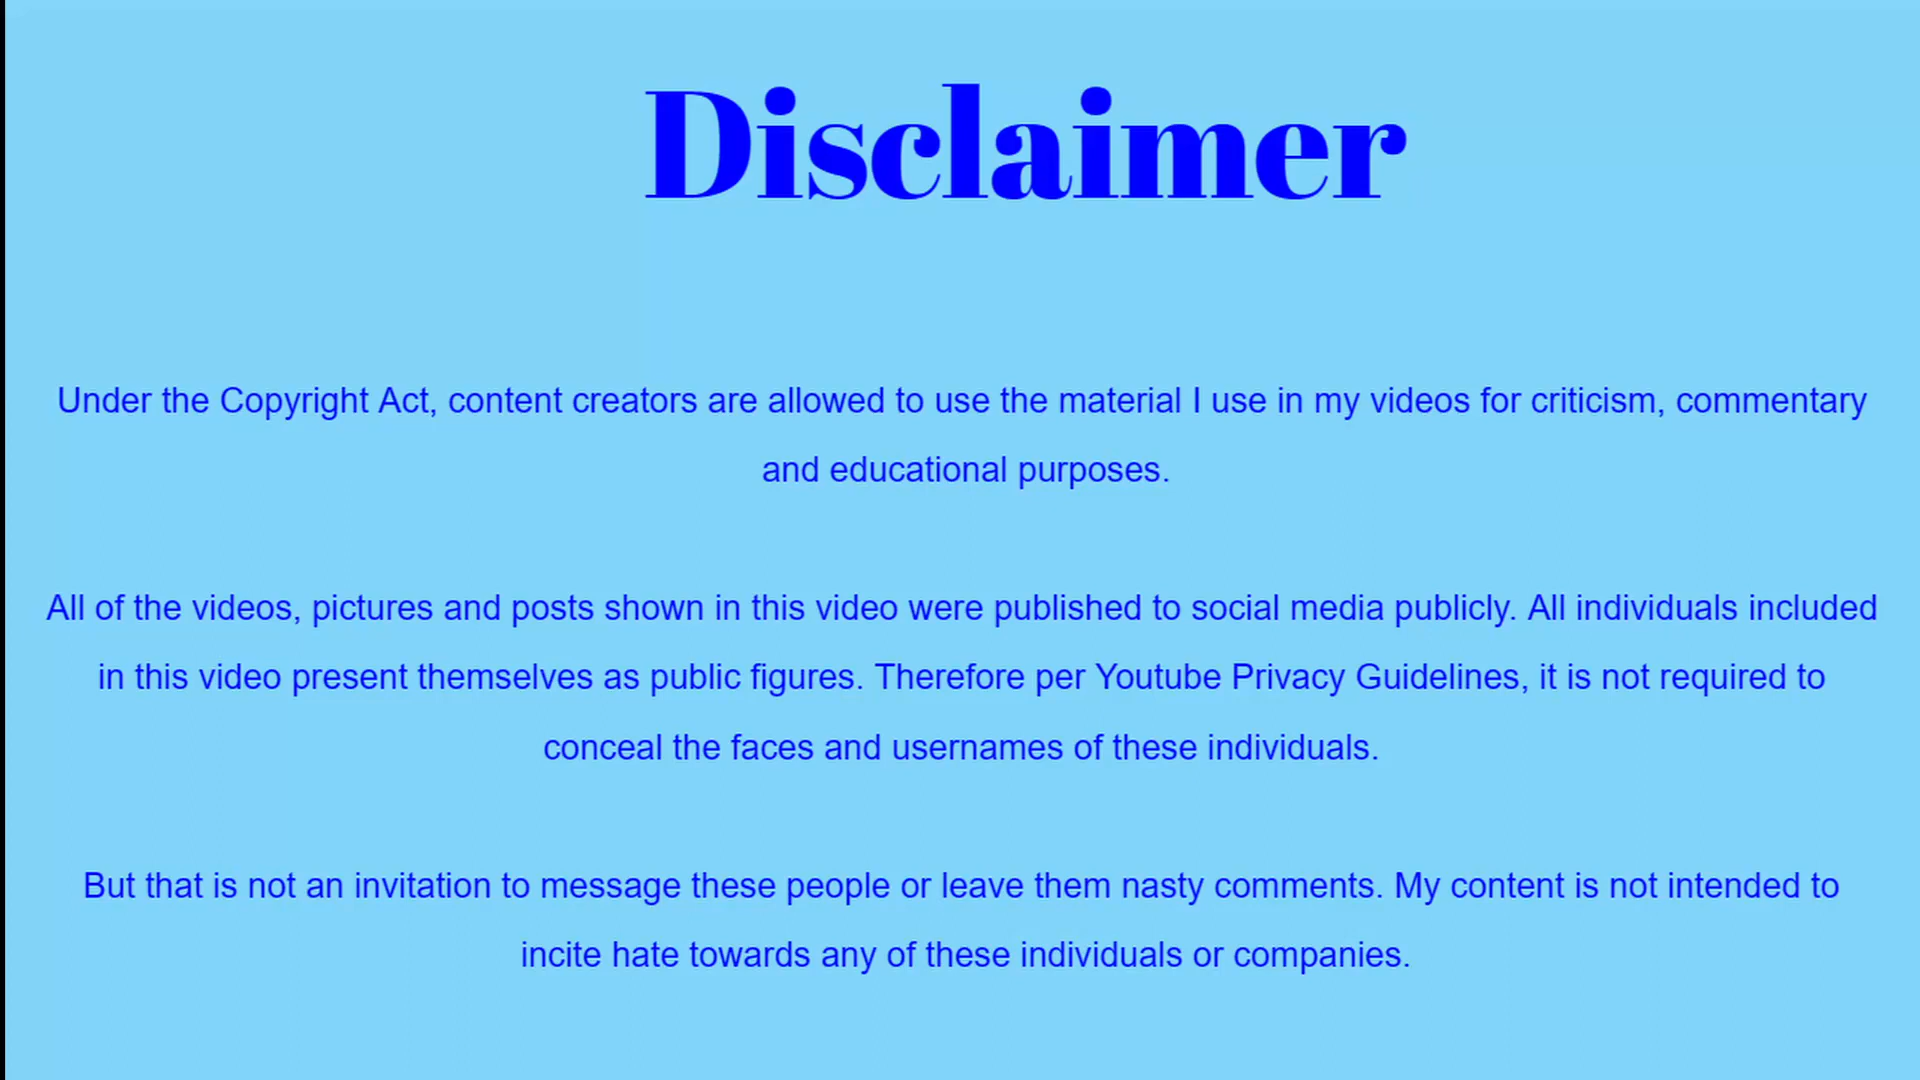 Disclaimer
Under the Copyright Act, content creators are allowed to use the material I use in my videos for criticism, commentary
and educational purposes.
All of the videos, pictures and posts shown in this video were published to social media publicly. All individuals included
in this video present themselves as public figures. Therefore per Youtube Privacy Guidelines, it is not required to
conceal the faces and usernames of these individuals.
But that is not an invitation to message these people or leave them nasty comments. My content is not intended to
incite hate towards any of these individuals or companies.